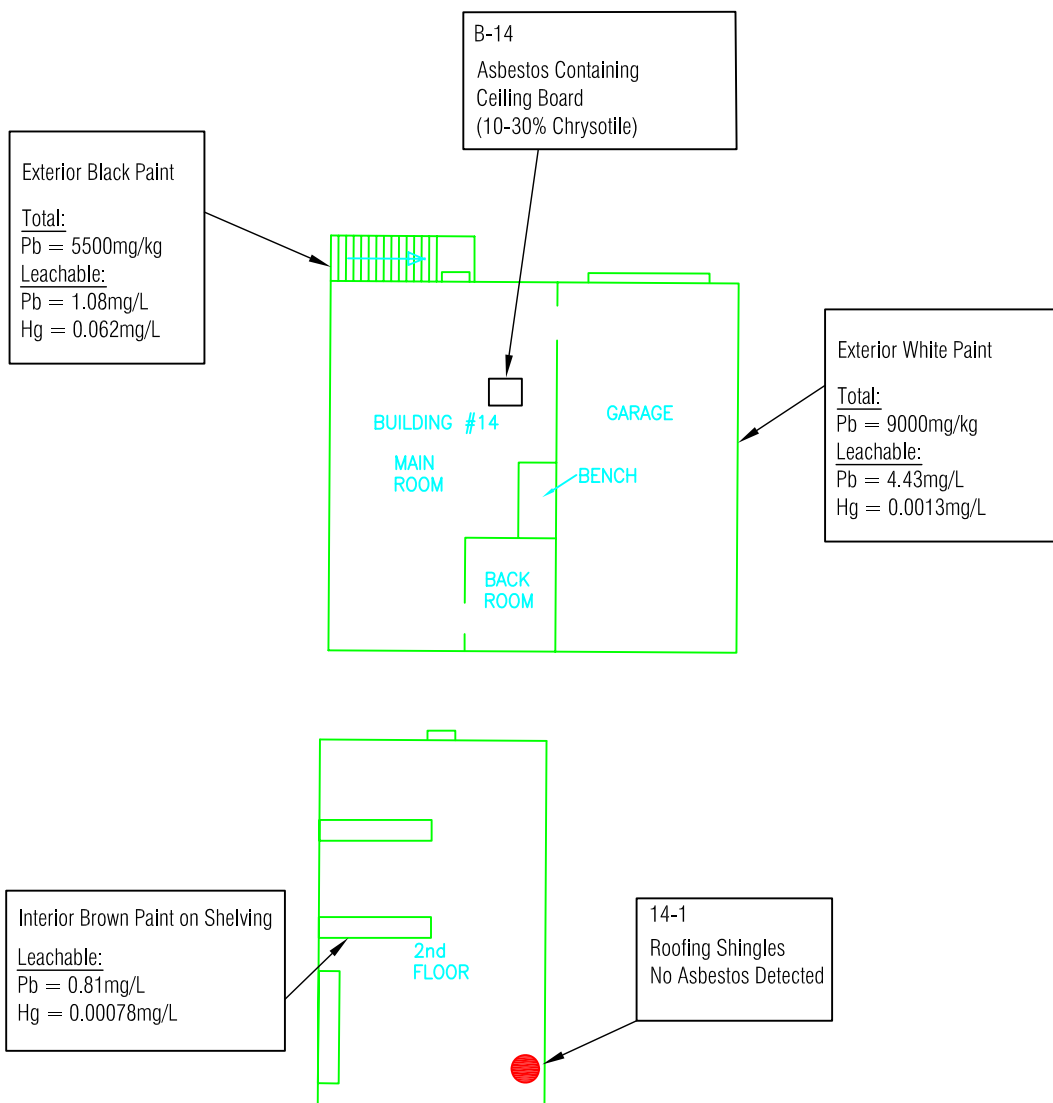 B-14
Asbestos Containing
Ceiling Board
(10-30% Chrysotile)
Exterior Black Paint
Total:
Pb = 5500mg/kg
Leachable:
Pb = 1.08mg/L
Hg = 0.062mg/L
Exterior White Paint
Total:
Pb = 9000mg/kg
Leachable:
Pb = 4.43mg/L
Hg = 0.0013mg/L
BUILDING #14
MAIN
ROOM
GARAGE
BENCH
BACK
ROOM
Interior Brown Paint on Shelving
Leachable:
Pb = 0.81mg/L
Hg = 0.00078mg/L
2nd
FLOOR
14-1
Roofing Shingles
No Asbestos Detected